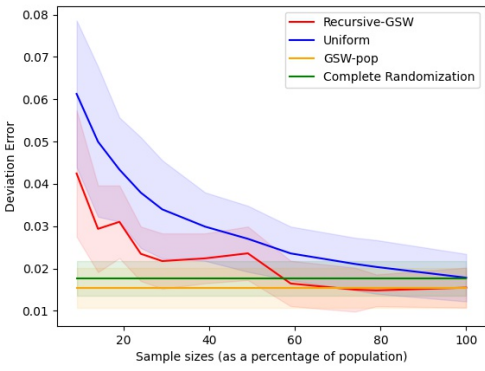 0.08
0.07
0.06
0.05
0.04
0.03
0.02
0.01
Deviation Error
Recursive-GSW
Uniform
GSW-pop
Complete Randomization
20
40
60
80
100
Sample sizes (as a percentage of population)